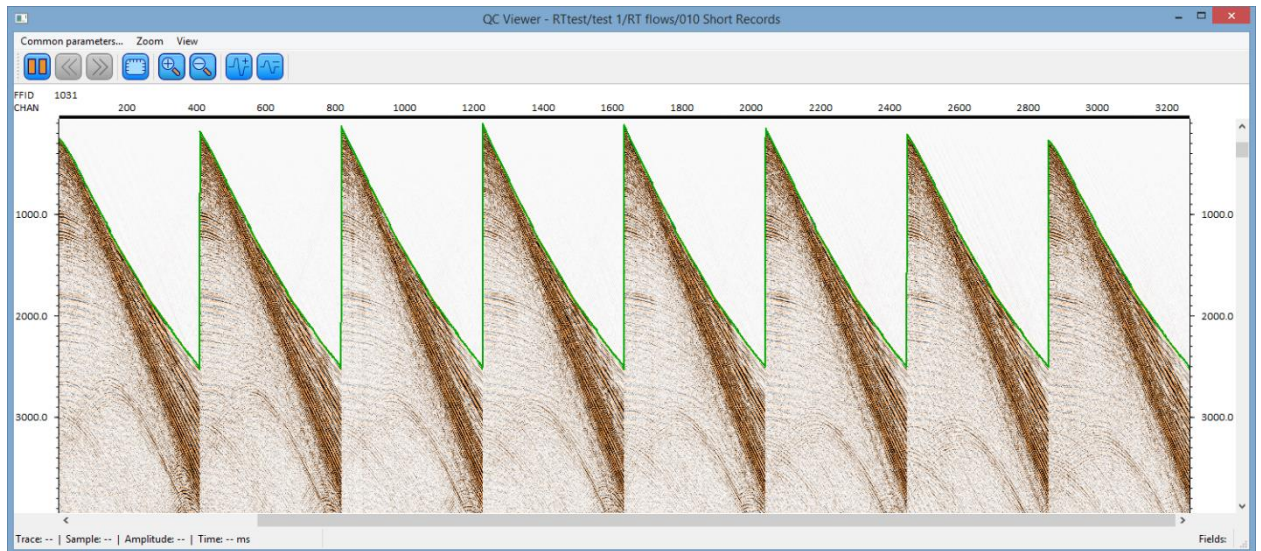 QC Viewer - RTtest/test 1/RT flows/010 Short Records
Common parameters... Zoom View
FFID 1031
CHAN 200 400 600 800 1000 1200 1400 1600 1800 2000 2200 2400 2600 2800 3000 3200
1000.0 1000.0
2000.0 2000.0
3000.0 3000.0
Trace: -- | Sample: -- | Amplitude: -- | Time: -- ms Fields: